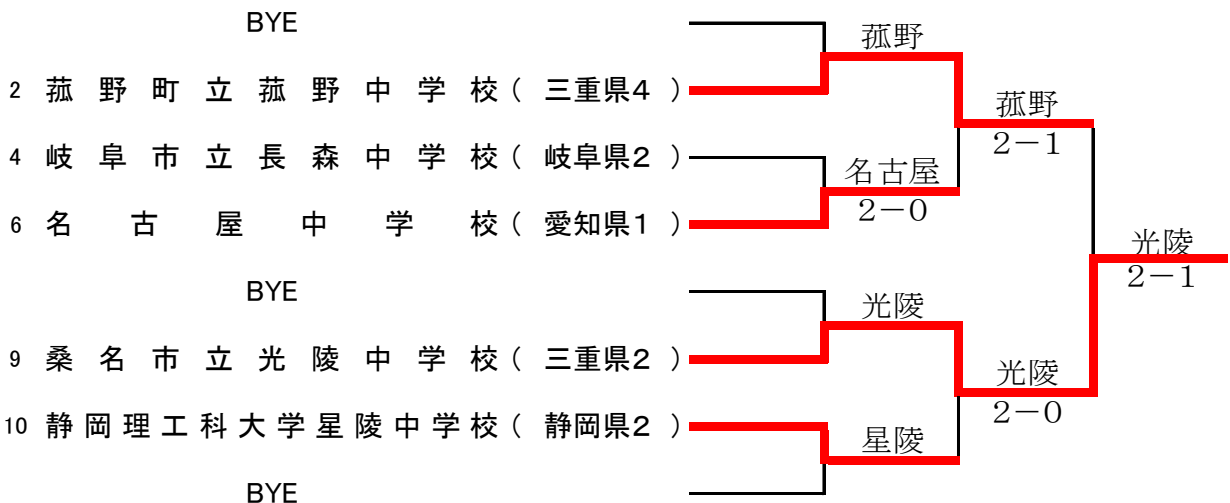 BYE
菰野
2 菰野町立菰野中学校( 三重県4 )
菰野
2-1
4 岐阜市立長森中学校( 岐阜県2 )
名古屋
2-0
6 名古屋中学校( 愛知県1 )
光陵
2-1
BYE
光陵
9 桑名市立光陵中学校( 三重県2 )
光陵
2-0
10 静岡理工科大学星陵中学校( 静岡県2 )
星陵
BYE